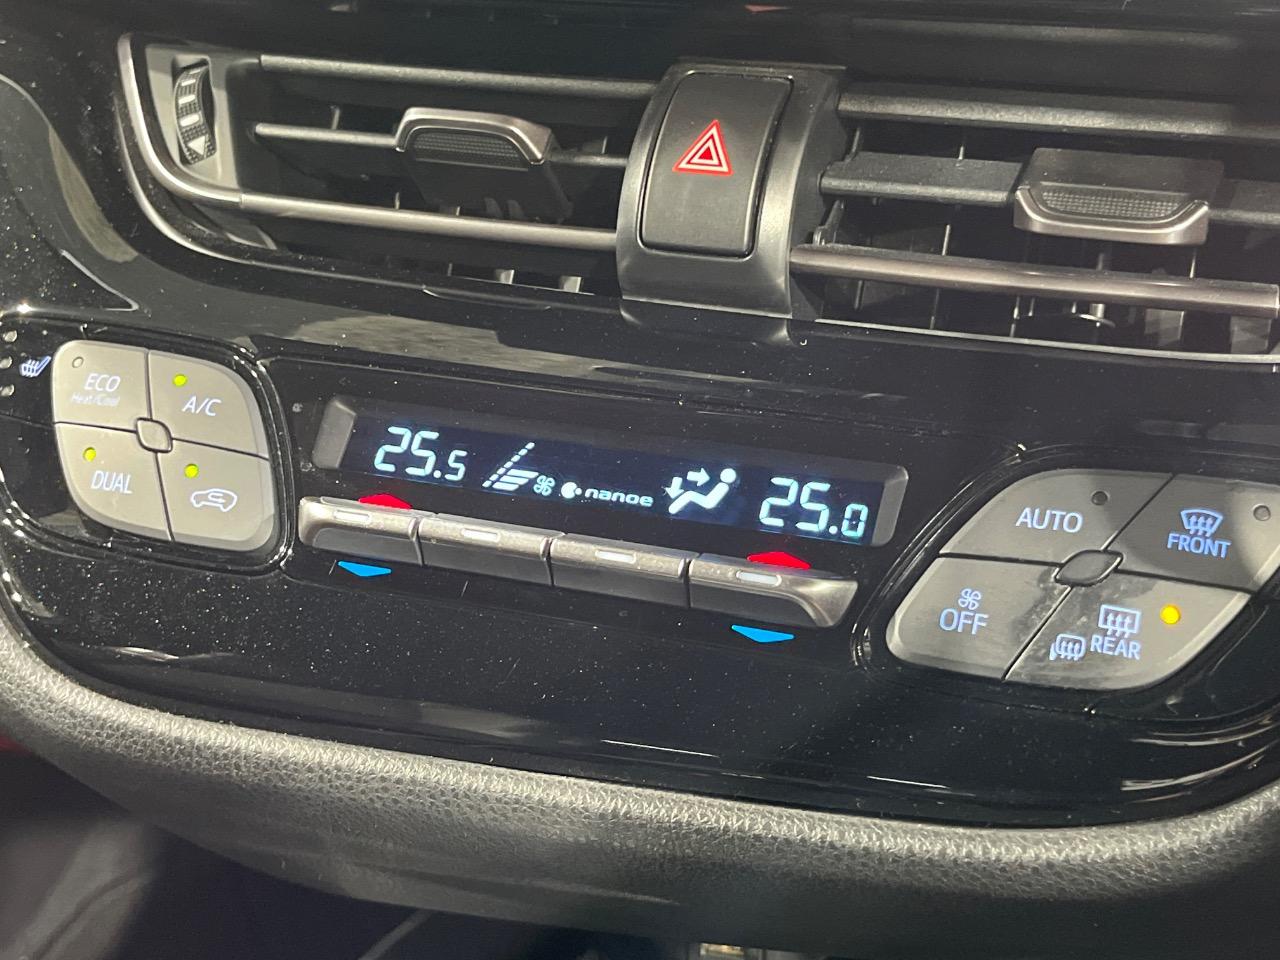 ECO
Heat/Cool
A/C
DUAL
25.5
nanoe
25.0
AUTO
FRONT
OFF
REAR